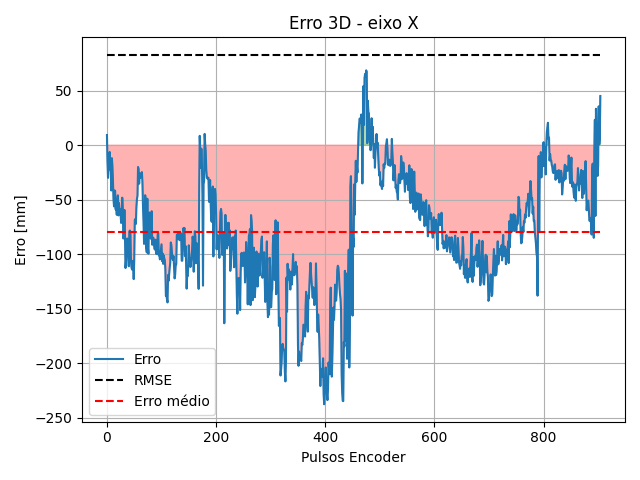 Erro 3D - eixo X
50
0
−50
−100
−150
−200
−250
Erro [mm]
Erro
RMSE
Erro médio
0
200
400
600
800
Pulsos Encoder